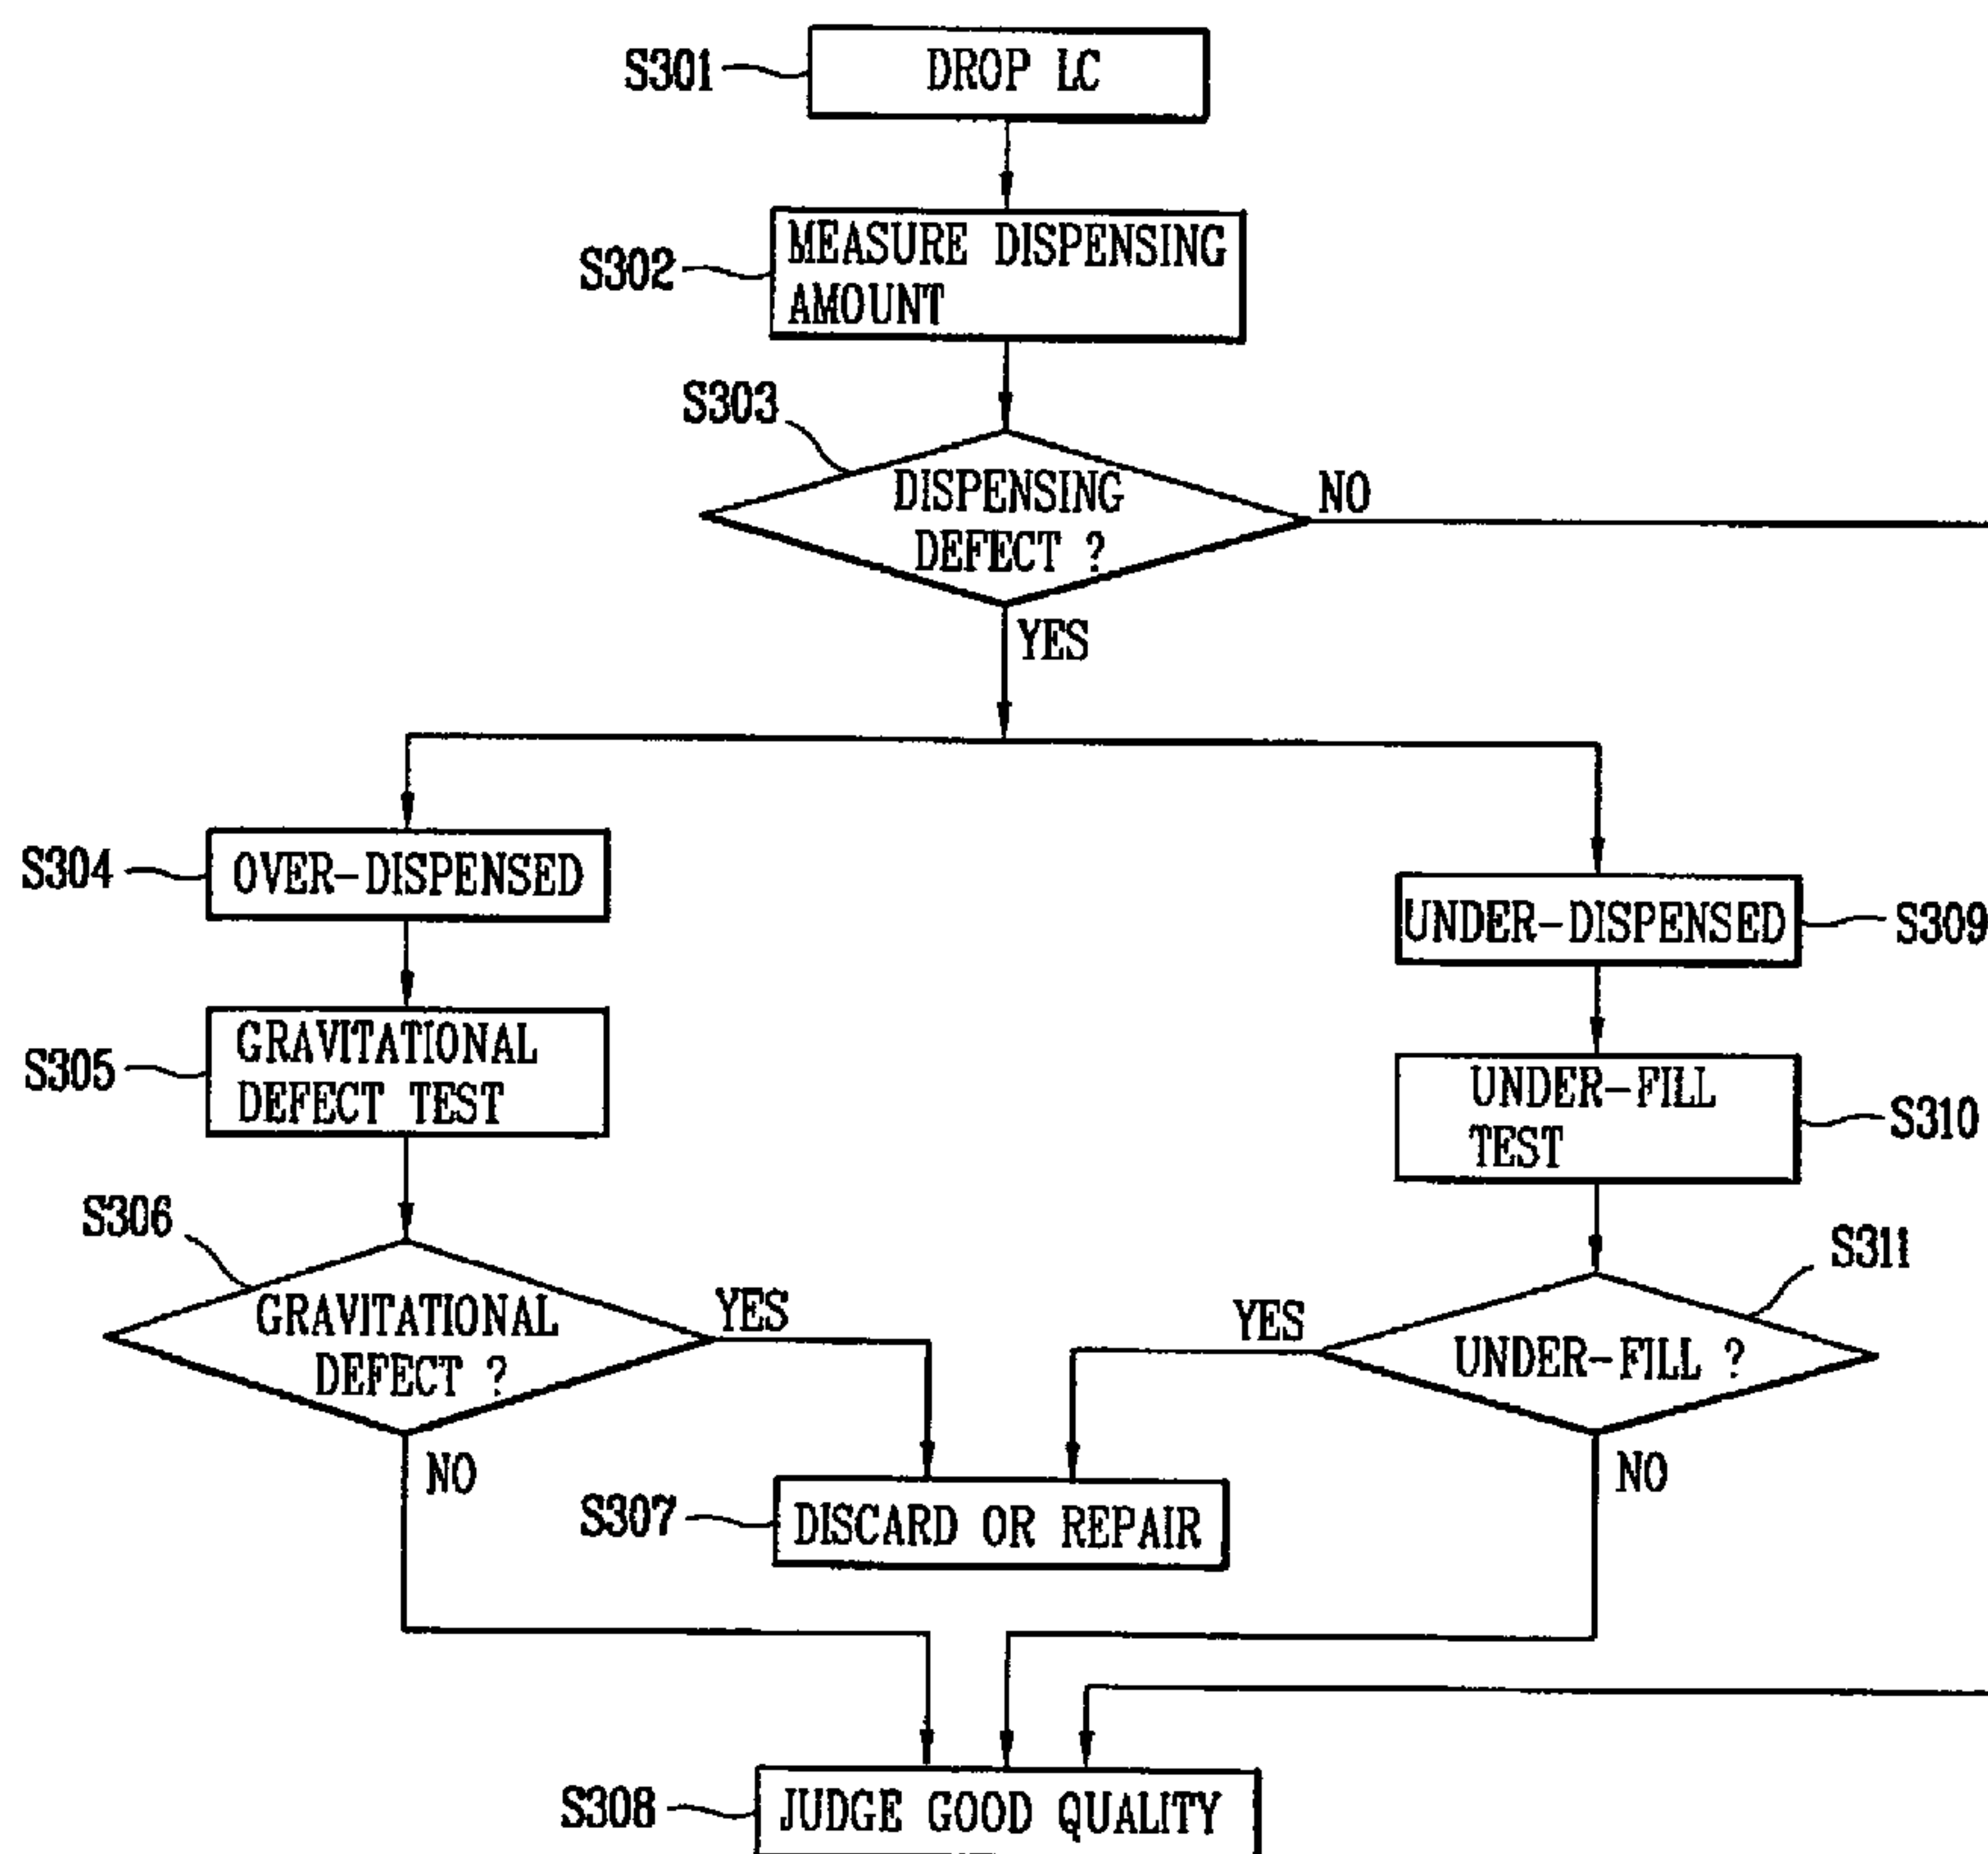 S301
DROP LC
S302
MEASURE DISPENSING
AMOUNT
S303
DISPENSING
DEFECT ?
NO
YES
S304
OVER-DISPENSED
UNDER-DISPENSED
S309
S305
GRAVITATIONAL
DEFECT TEST
UNDER-FILL
TEST
S310
S306
GRAVITATIONAL
DEFECT ?
YES
NO
S311
YES
UNDER-FILL ?
NO
S307
DISCARD OR REPAIR
S308
JUDGE GOOD QUALITY